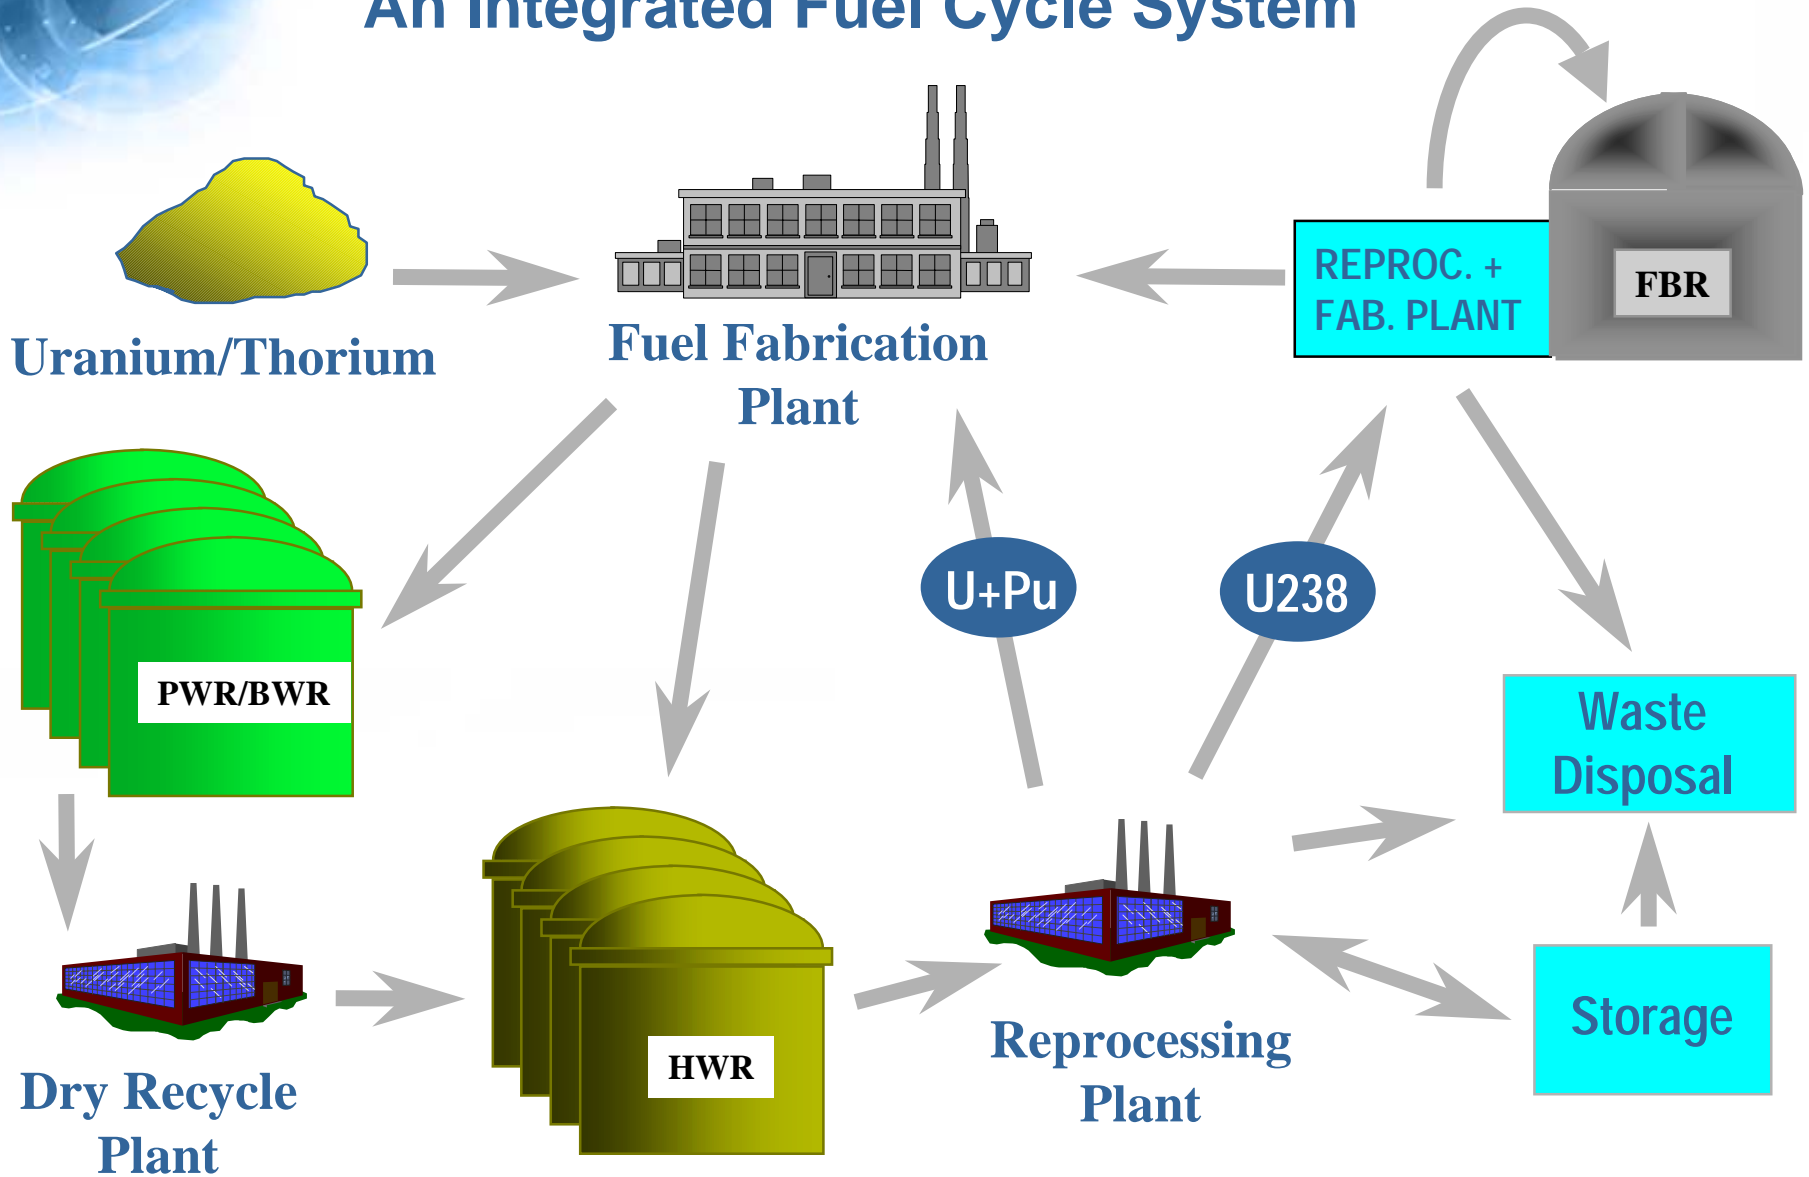 An Integrated Fuel Cycle System
REPROC. +
FAB. PLANT
FBR
Uranium/Thorium
Fuel Fabrication
Plant
PWR/BWR
U+Pu
U238
Waste
Disposal
Storage
HWR
Reprocessing
Plant
Dry Recycle
Plant